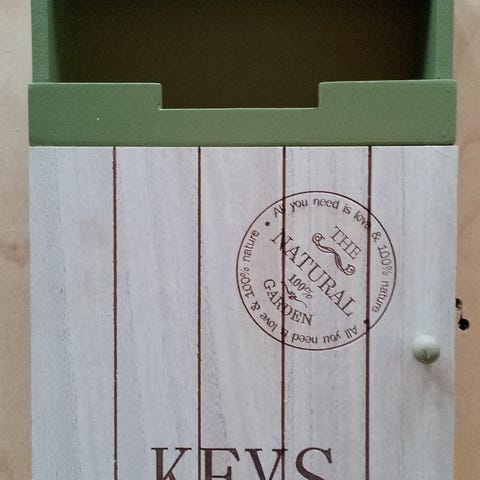 All you need is love & 100% nature
All you need is love & 100% nature
THE
NATURAL
100%
GARDEN
KEYS